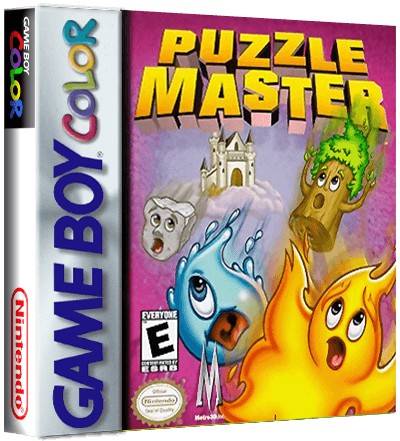 GAME BOY
COLOR
Nintendo
GAME BOY COLOR
PUZZLE
MASTER
EVERYONE
E
CONTENT RATED BY
ESRB
Official
Nintendo
Seal of Quality
M